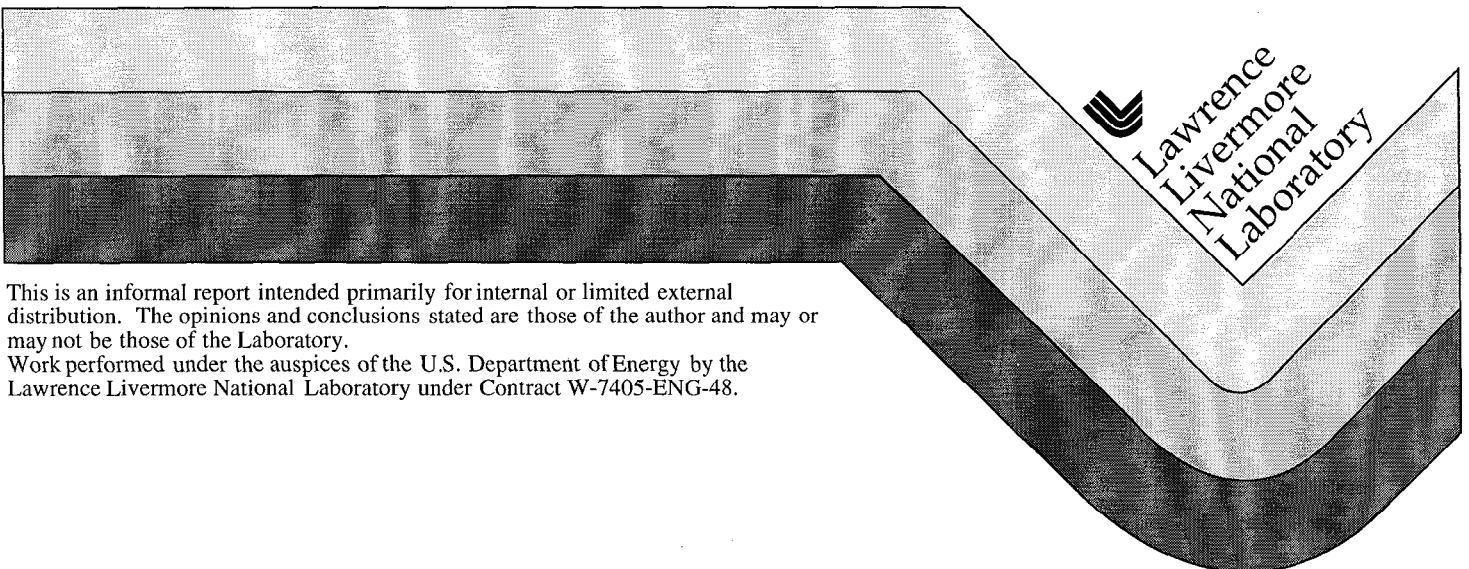 Lawrence
Livermore
National
Laboratory
This is an informal report intended primarily for internal or limited external
distribution. The opinions and conclusions stated are those of the author and may or
may not be those of the Laboratory.
Work performed under the auspices of the U.S. Department of Energy by the
Lawrence Livermore National Laboratory under Contract W-7405-ENG-48.